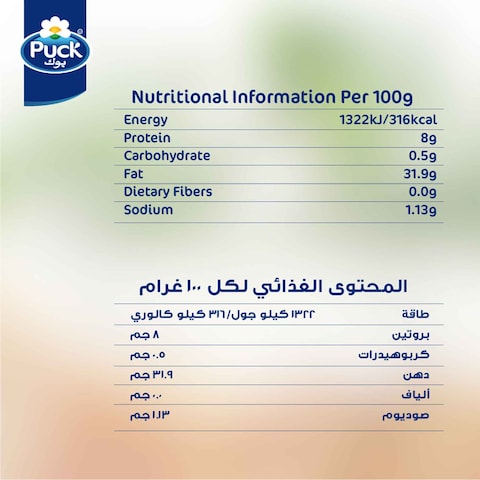 Puck
بوك
Nutritional Information Per 100g
Energy 1322kJ/316kcal
Protein 8g
Carbohydrate 0.5g
Fat 31.9g
Dietary Fibers 0.0g
Sodium 1.13g
المحتوى الغذائي لكل ١٠٠ غرام
طاقة ١٣٢٢ كيلو جول/٣١٦ كيلو كالوري
بروتين ٨ جم
كربوهيدرات ٠.٥ جم
دهن ٣١.٩ جم
ألياف ٠.٠ جم
صوديوم ١.١٣ جم